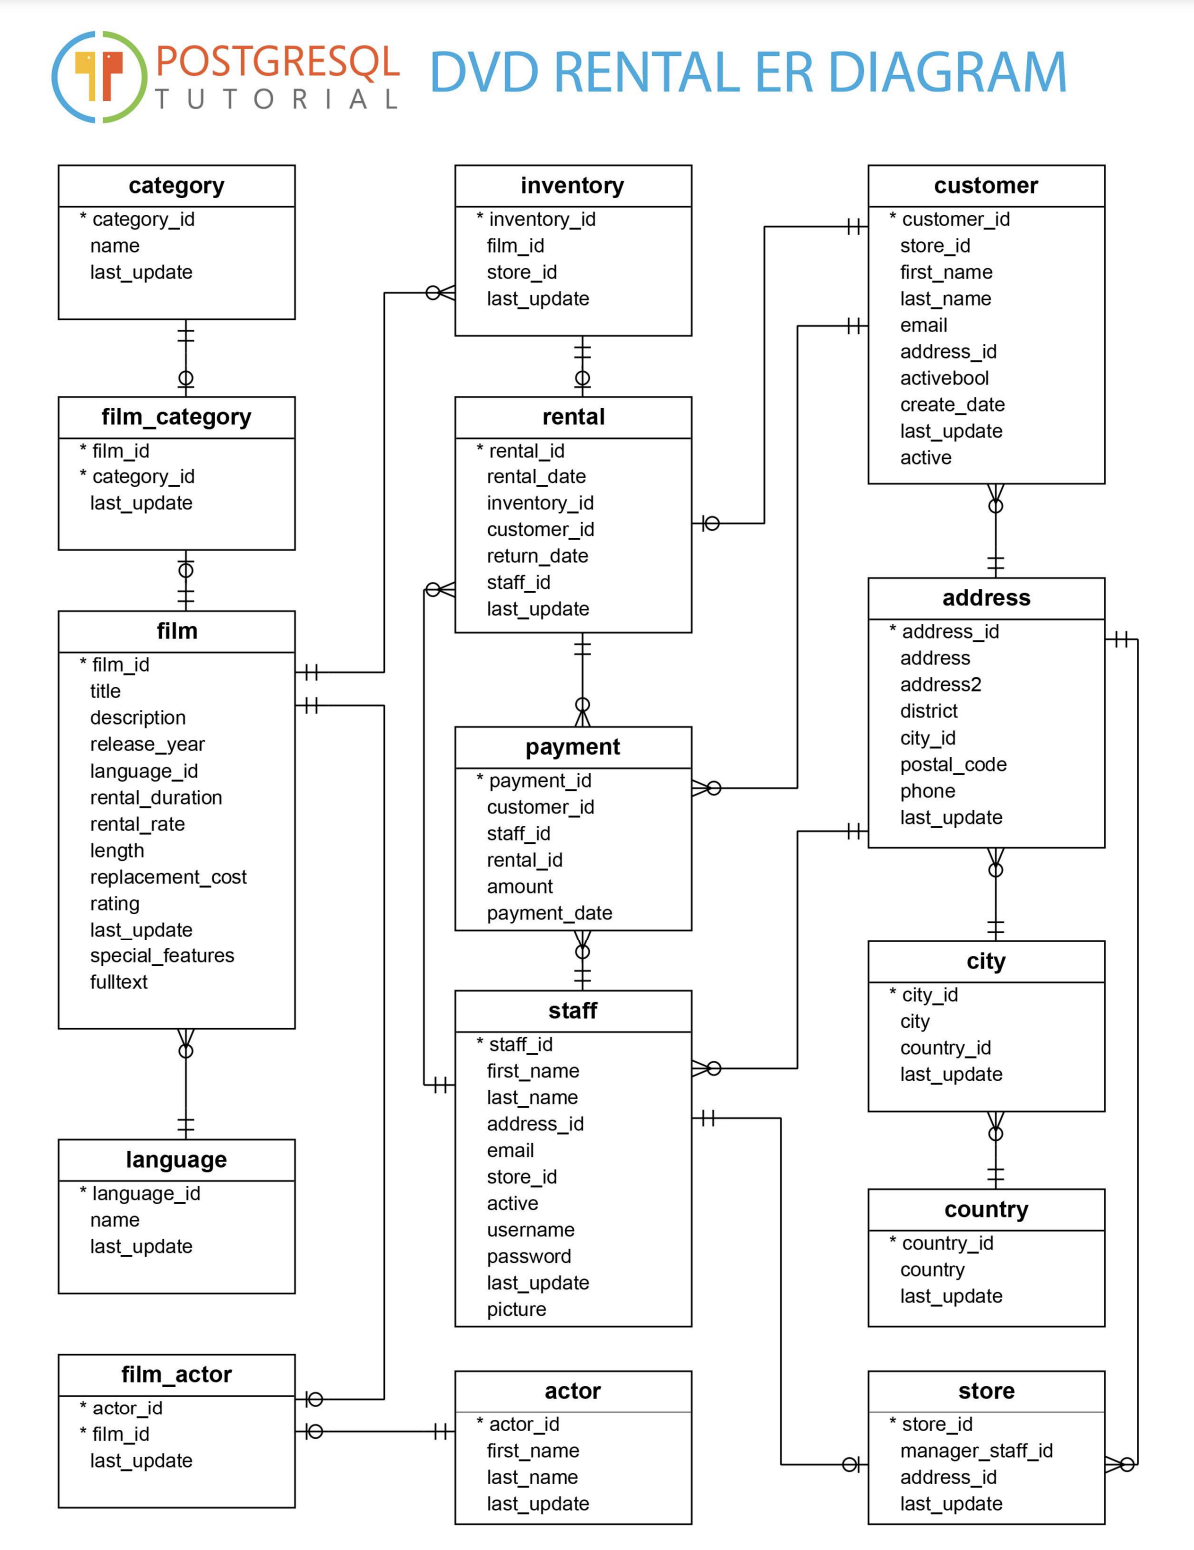 POSTGRESQL
TUTORIAL
DVD RENTAL ER DIAGRAM
category
* category_id
name
last_update
film_category
* film_id
* category_id
last_update
film
* film_id
title
description
release_year
language_id
rental_duration
rental_rate
length
replacement_cost
rating
last_update
special_features
fulltext
language
* language_id
name
last_update
film_actor
* actor_id
* film_id
last_update
inventory
* inventory_id
film_id
store_id
last_update
rental
* rental_id
rental_date
inventory_id
customer_id
return_date
staff_id
last_update
payment
* payment_id
customer_id
staff_id
rental_id
amount
payment_date
staff
* staff_id
first_name
last_name
address_id
email
store_id
active
username
password
last_update
picture
actor
* actor_id
first_name
last_name
last_update
customer
* customer_id
store_id
first_name
last_name
email
address_id
activebool
create_date
last_update
active
address
* address_id
address
address2
district
city_id
postal_code
phone
last_update
city
* city_id
city
country_id
last_update
country
* country_id
country
last_update
store
* store_id
manager_staff_id
address_id
last_update